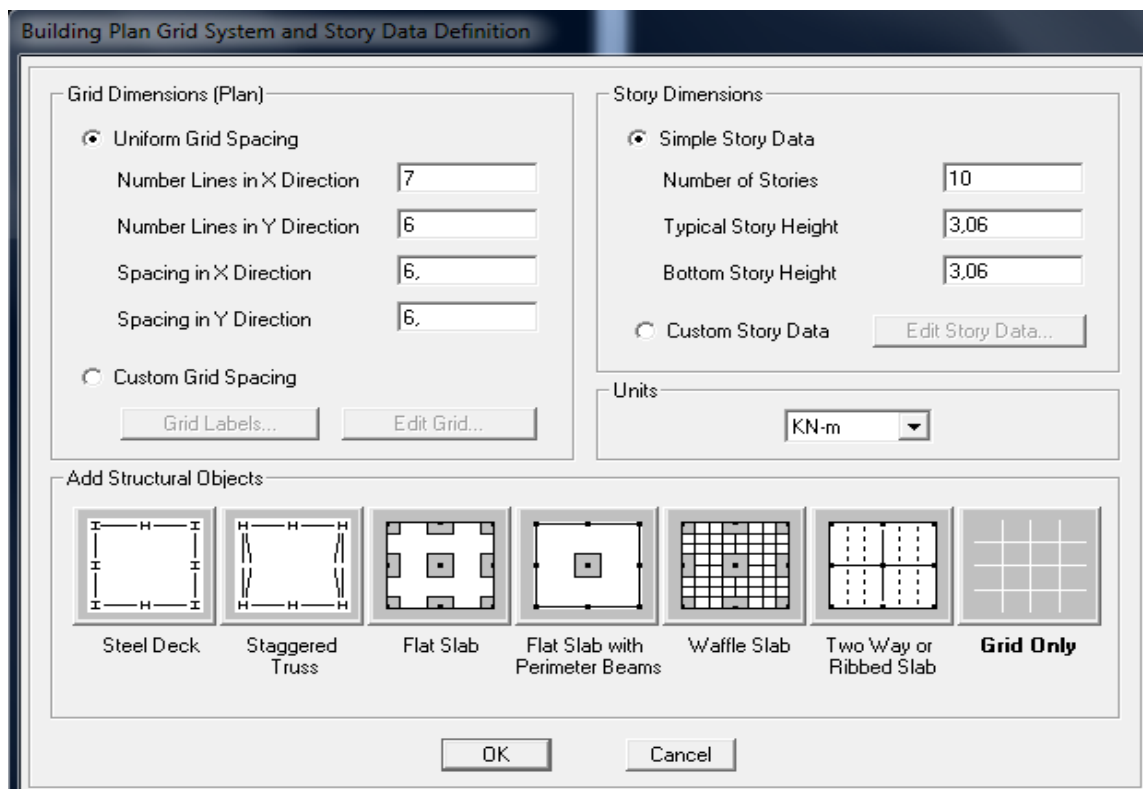 Building Plan Grid System and Story Data Definition
Grid Dimensions (Plan)
Uniform Grid Spacing
Number Lines in X Direction 7
Number Lines in Y Direction 6
Spacing in X Direction 6,
Spacing in Y Direction 6,
Custom Grid Spacing
Grid Labels... Edit Grid...
Story Dimensions
Simple Story Data
Number of Stories 10
Typical Story Height 3,06
Bottom Story Height 3,06
Custom Story Data Edit Story Data...
Units
KN-m
Add Structural Objects
Steel Deck
Staggered
Truss
Flat Slab
Flat Slab with
Perimeter Beams
Waffle Slab
Two Way or
Ribbed Slab
Grid Only
OK Cancel